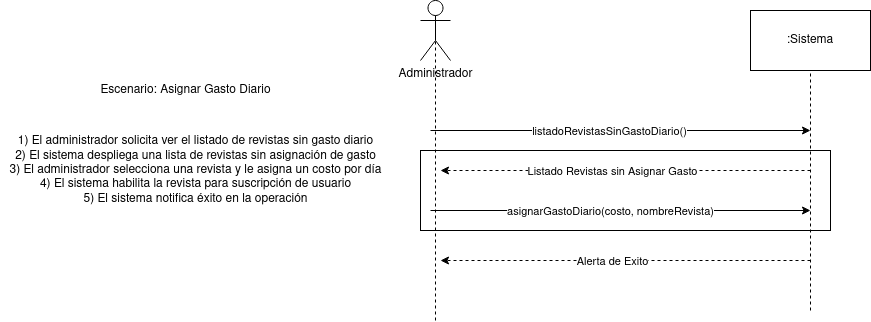 Escenario: Asignar Gasto Diario
1) El administrador solicita ver el listado de revistas sin gasto diario
2) El sistema despliega una lista de revistas sin asignación de gasto
3) El administrador selecciona una revista y le asigna un costo por día
4) El sistema habilita la revista para suscripción de usuario
5) El sistema notifica éxito en la operación
Administrador
:Sistema
listadoRevistasSinGastoDiario()
Listado Revistas sin Asignar Gasto
asignarGastoDiario(costo, nombreRevista)
Alerta de Exito